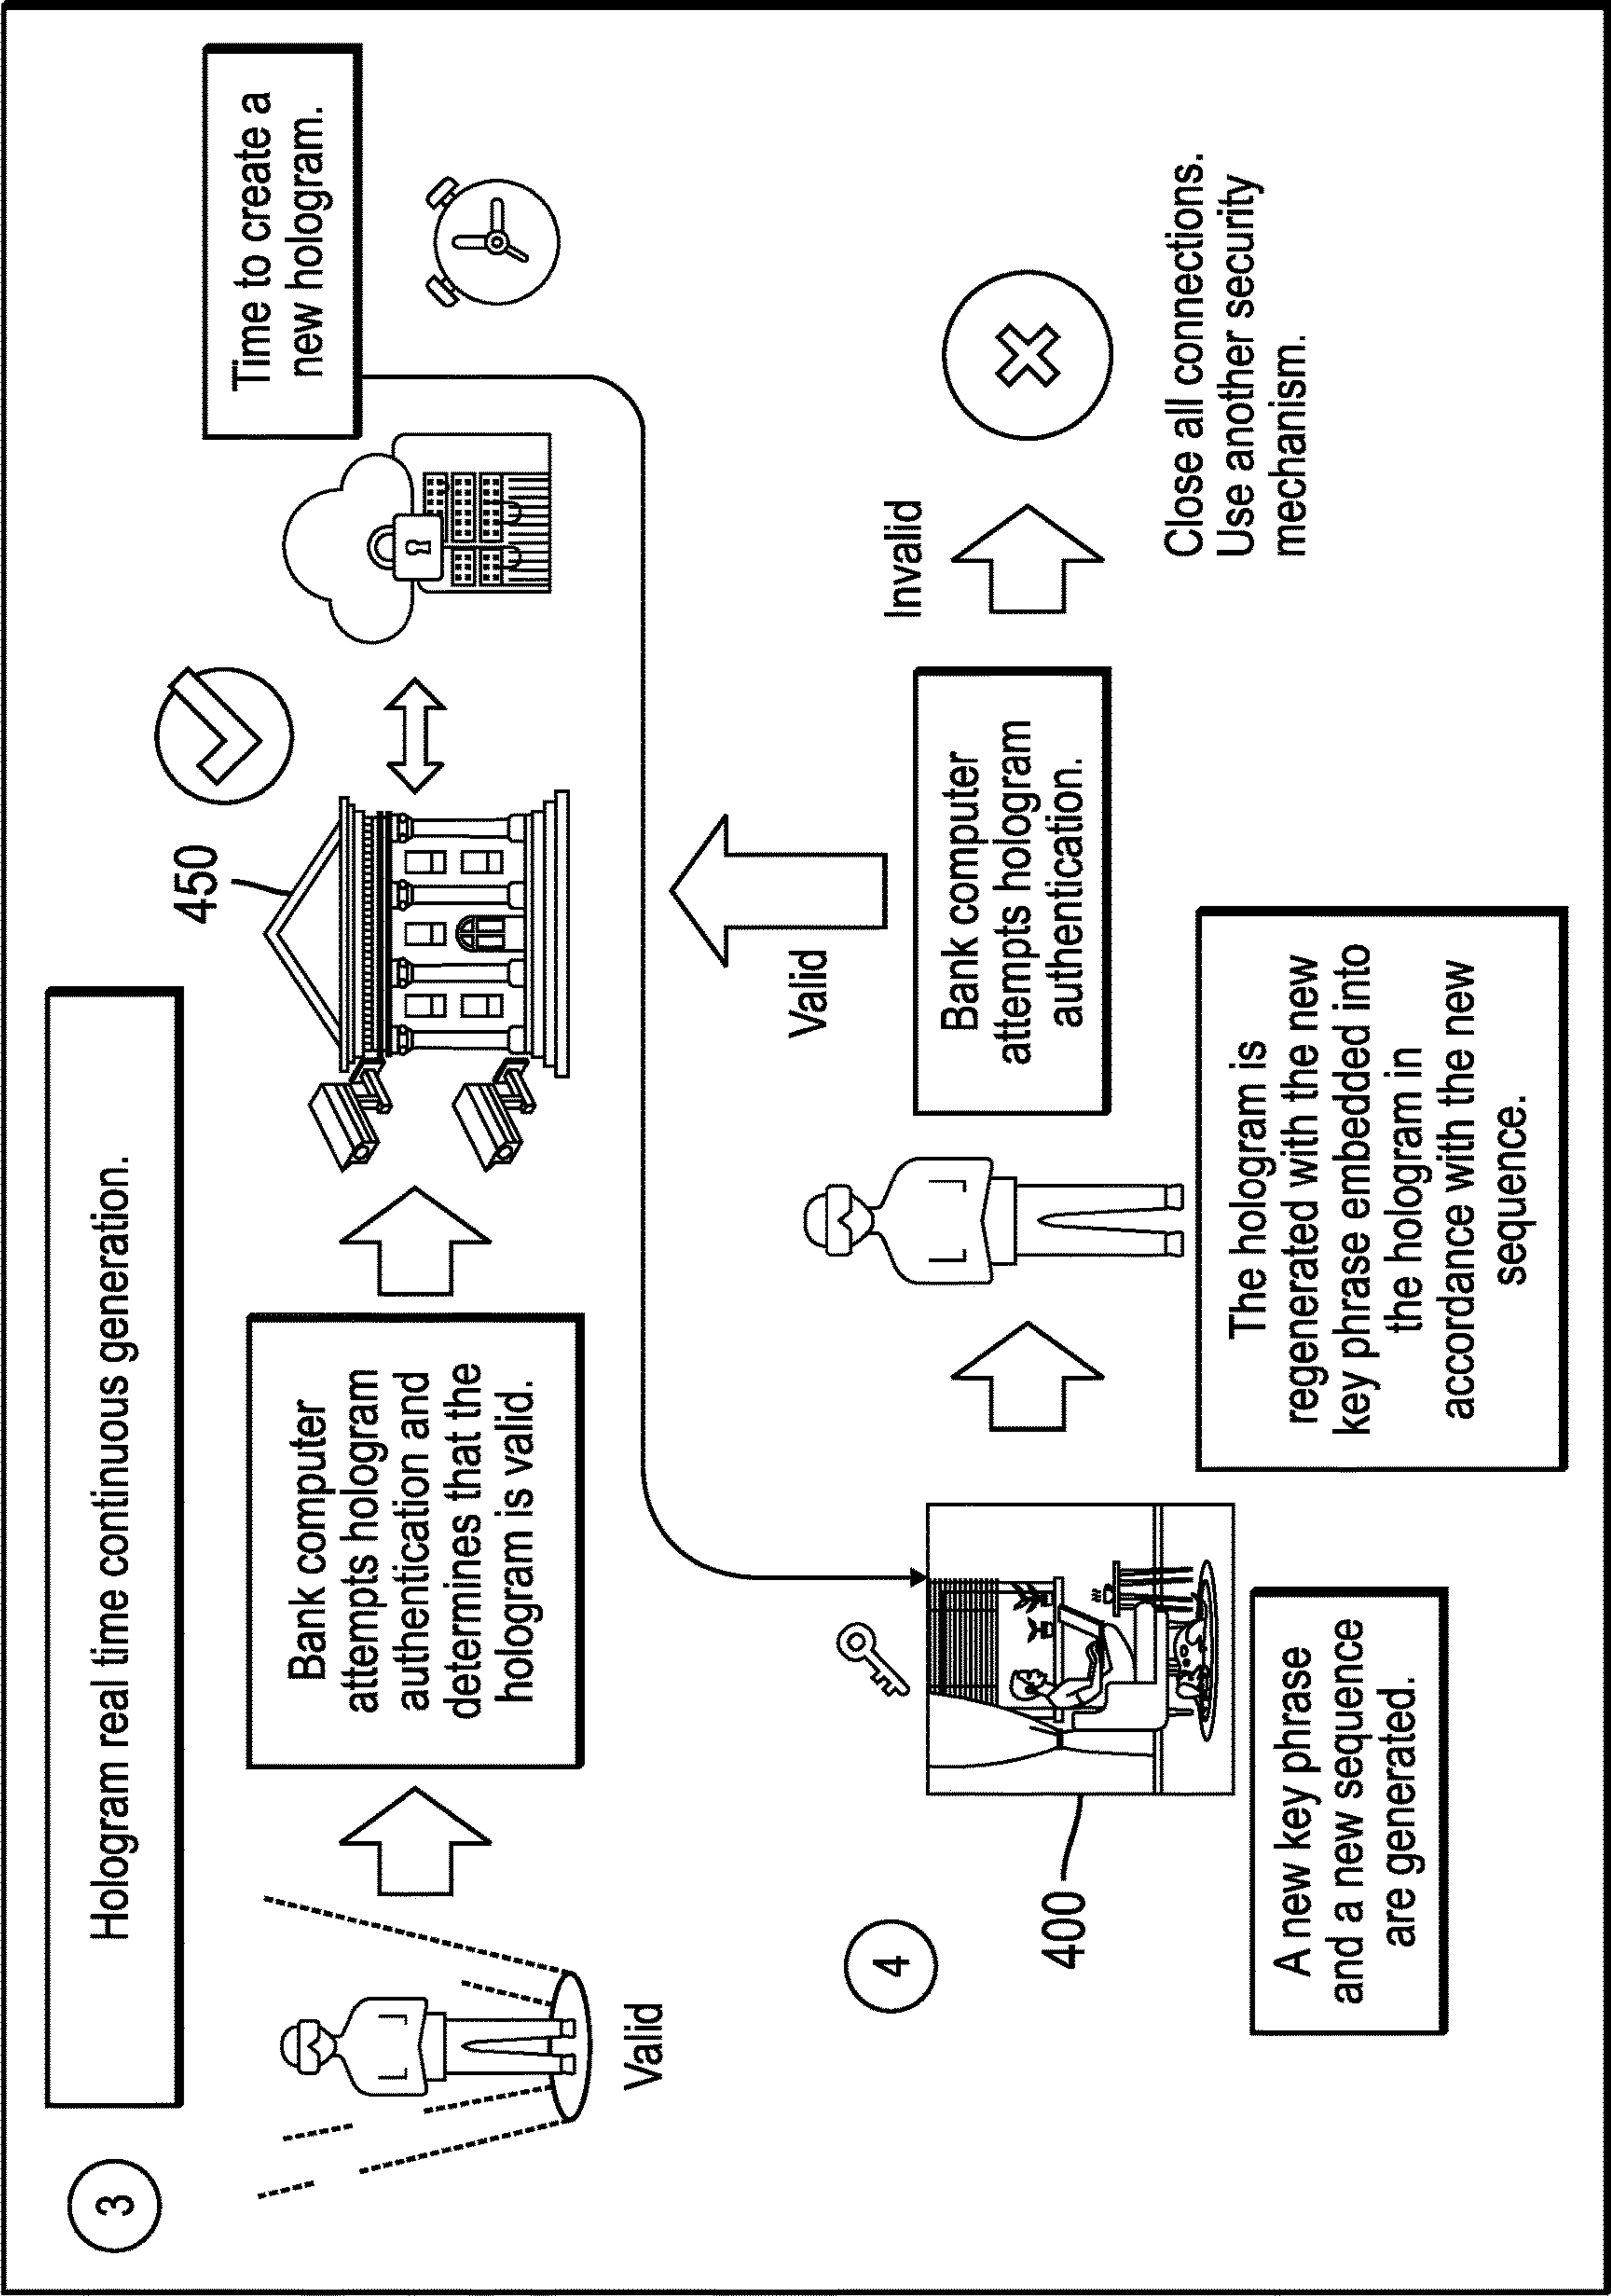 3
Hologram real time continuous generation.
Valid
Bank computer
attempts hologram
authentication and
determines that the
hologram is valid.
450
Time to create a
new hologram.
4
400
A new key phrase
and a new sequence
are generated.
The hologram is
regenerated with the new
key phrase embedded into
the hologram in
accordance with the new
sequence.
Valid
Bank computer
attempts hologram
authentication.
Invalid
Close all connections.
Use another security
mechanism.